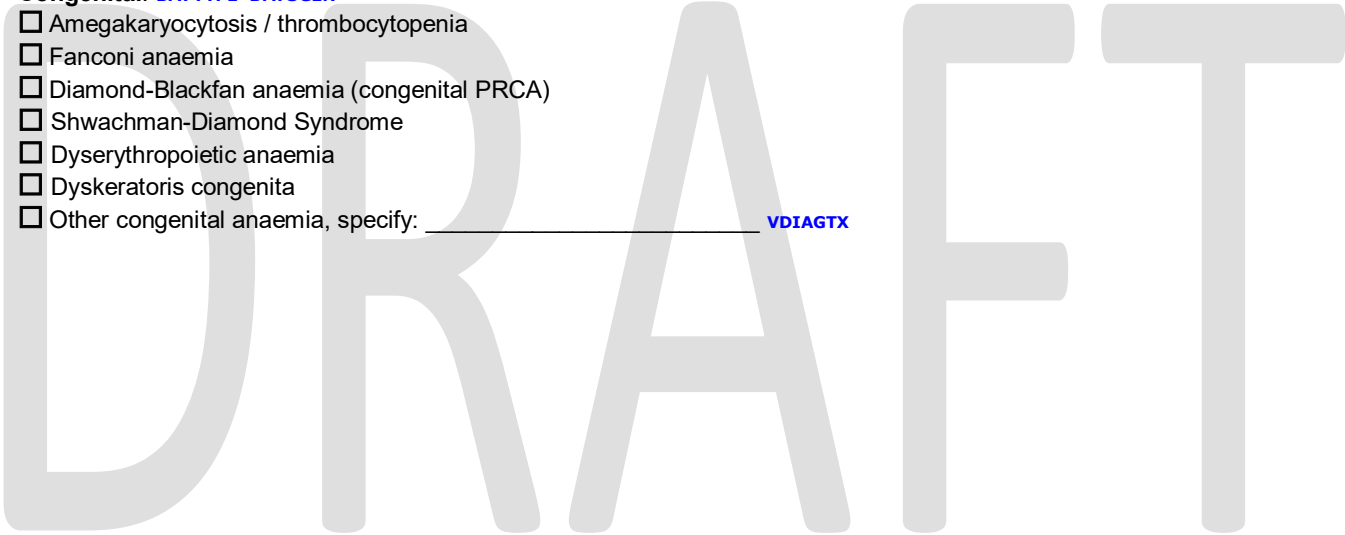 ☐ Amegakaryocytosis / thrombocytopenia
☐ Fanconi anaemia
☐ Diamond-Blackfan anaemia (congenital PRCA)
☐ Shwachman-Diamond Syndrome
☐ Dyserythropoietic anaemia
☐ Dyskeratoris congenita
☐ Other congenital anaemia, specify: _________________________ VDIAGTX
DRAFT